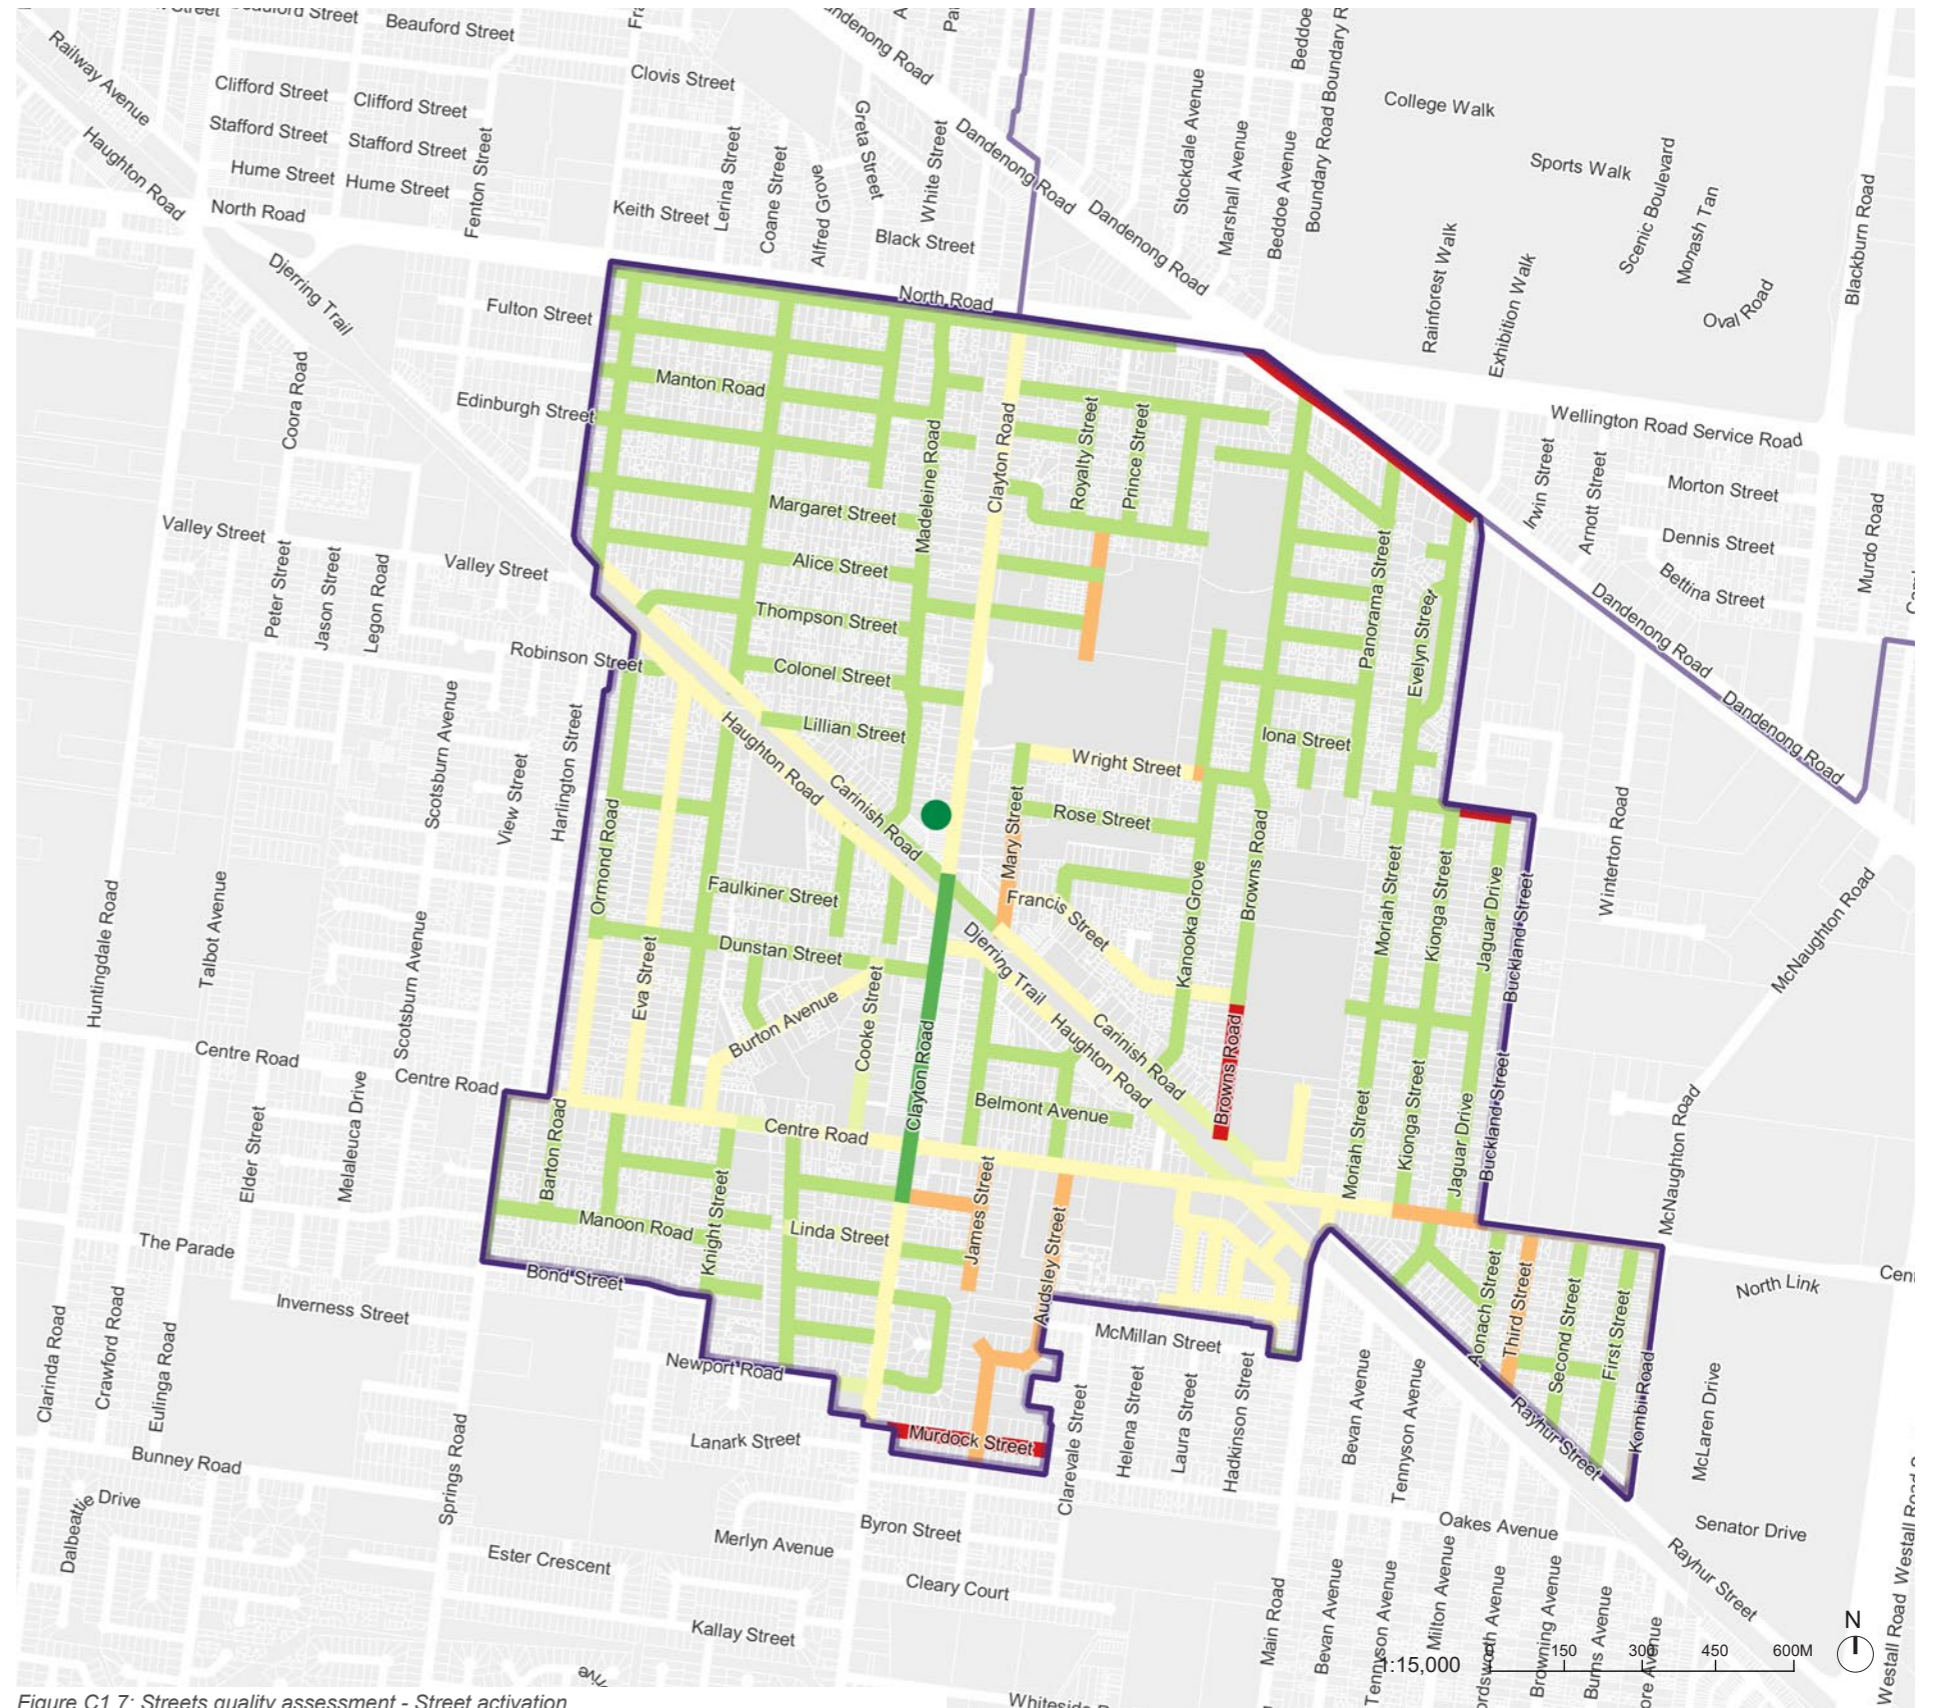 Street
Beauford Street
Railway Avenue
Clifford Street
Clifford Street
Stafford Street
Stafford Street
Hume Street
Hume Street
Haughton Road
North Road
Fenton Street
Clovis Street
Keith Street
Lerina Street
Coane Street
Alfred Grove
Greta Street
White Street
Black Street
Dandenong Road
Dandenong Road
Stockdale Avenue
Marshall Avenue
Beddoe Avenue
Boundary Road
College Walk
Sports Walk
Scenic Boulevard
Monash Tan
Rainforest Walk
Exhibition Walk
Oval Road
Blackburn Road
Djerring Trail
Fulton Street
North Road
Coora Road
Edinburgh Street
Manton Road
Madeleine Road
Clayton Road
Royalty Street
Prince Street
Wellington Road Service Road
Irwin Street
Arnott Street
Morton Street
Dennis Street
Bettina Street
Murdo Road
Valley Street
Valley Street
Peter Street
Jason Street
Legon Road
Margaret Street
Alice Street
Thompson Street
Colonel Street
Lillian Street
Panorama Street
Evelyn Street
Dandenong Road
Dandenong Road
Robinson Street
Scotsburn Avenue
View Street
Harlington Street
Haughton Road
Carinish Road
Iona Street
Wright Street
Rose Street
Mary Street
Ormond Road
Faulkiner Street
Dunstan Street
Francis Street
Kanooka Grove
Browns Road
Moriah Street
Kionga Street
Jaguar Drive
Buckland Street
Winterton Road
McNaughton Road
Huntingdale Road
Talbot Avenue
Scotsburn Avenue
Eva Street
Burton Avenue
Cooke Street
Clayton Road
Djerring Trail
Haughton Road
Carinish Road
Browns Road
Centre Road
Centre Road
Centre Road
Belmont Avenue
Elder Street
Melaleuca Drive
Barton Road
Knight Street
Manoon Road
Linda Street
James Street
Audsley Street
Moriah Street
Kionga Street
Jaguar Drive
Buckland Street
McNaughton Road
The Parade
Bond Street
Inverness Street
Clarinda Road
Crawford Road
Eulinga Road
Newport Road
McMillan Street
Aonach Street
Third Street
Second Street
First Street
Kombi Road
North Link
Springs Road
Lanark Street
Murdock Street
Clarevale Street
Helena Street
Laura Street
Hadkinson Street
Bevan Avenue
Tennyson Avenue
Rayhur Street
McLaren Drive
Bunney Road
Dalbeattie Drive
Byron Street
Merlyn Avenue
Ester Crescent
Cleary Court
Kallay Street
Oakes Avenue
Senator Drive
Rayhur Street
Main Road
Bevan Avenue
Tennyson Avenue
Milton Avenue
Browning Avenue
Burns Avenue
Westall Road
N
1:15,000
0 150 300 450 600M
Figure C1 7: Streets quality assessment - Street activation